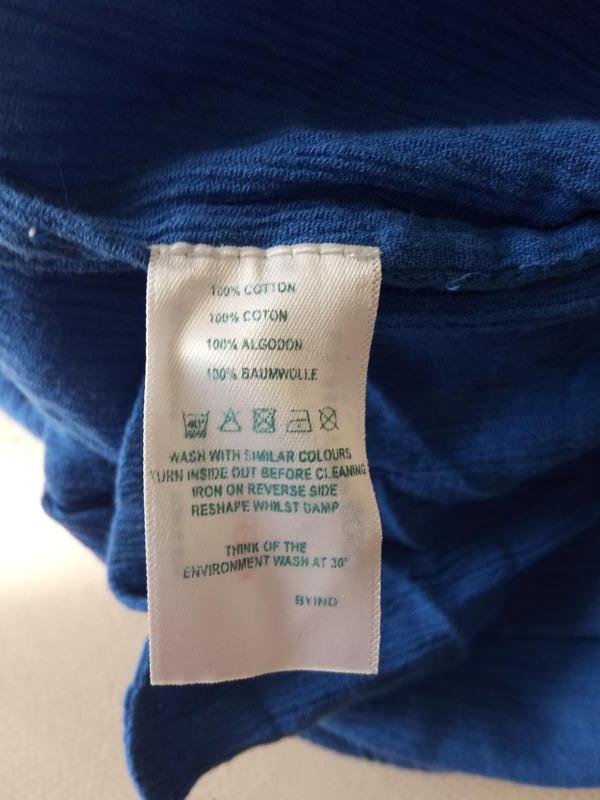 100% COTTON
100% COTON
100% ALGODON
100% BAUMWOLLE
40°
WASH WITH SIMILAR COLOURS
TURN INSIDE OUT BEFORE CLEANING
IRON ON REVERSE SIDE
RESHAPE WHILST DAMP
THINK OF THE
ENVIRONMENT WASH AT 30°
BYIND